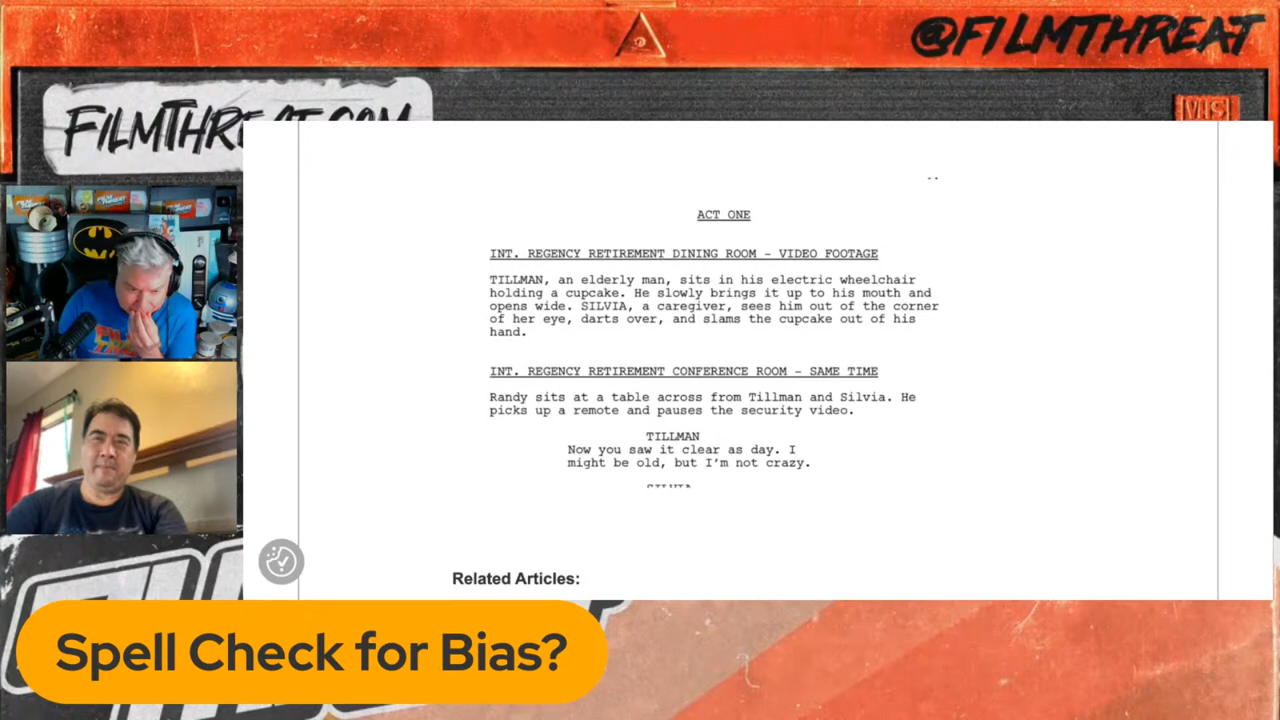 @FILMTHREAT
FILMTHREAT.COM
VIS
ACT ONE
INT. REGENCY RETIREMENT DINING ROOM – VIDEO FOOTAGE
TILLMAN, an elderly man, sits in his electric wheelchair
holding a cupcake. He slowly brings it up to his mouth and
opens wide. SILVIA, a caregiver, sees him out of the corner
of her eye, darts over, and slams the cupcake out of his
hand.
INT. REGENCY RETIREMENT CONFERENCE ROOM – SAME TIME
Randy sits at a table across from Tillman and Silvia. He
picks up a remote and pauses the security video.
TILLMAN
Now you saw it clear as day. I
might be old, but I’m not crazy.
SILVIA
Related Articles:
Spell Check for Bias?